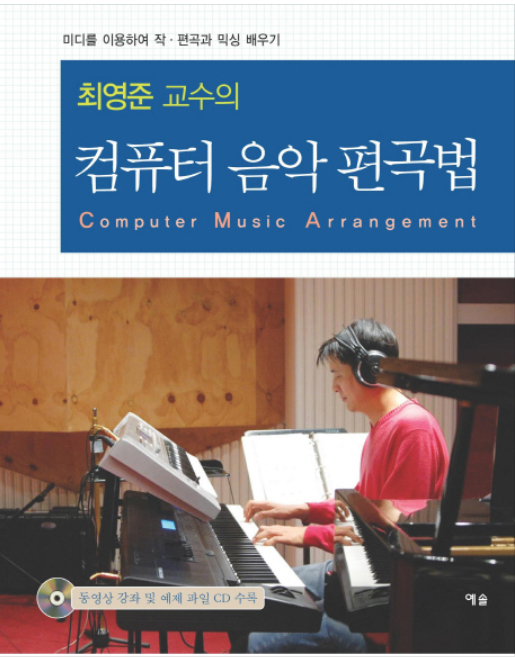 미디를 이용하여 작·편곡과 믹싱 배우기
최영준 교수의
컴퓨터 음악 편곡법
Computer Music Arrangement
동영상 강좌 및 예제 파일 CD 수록
예솔